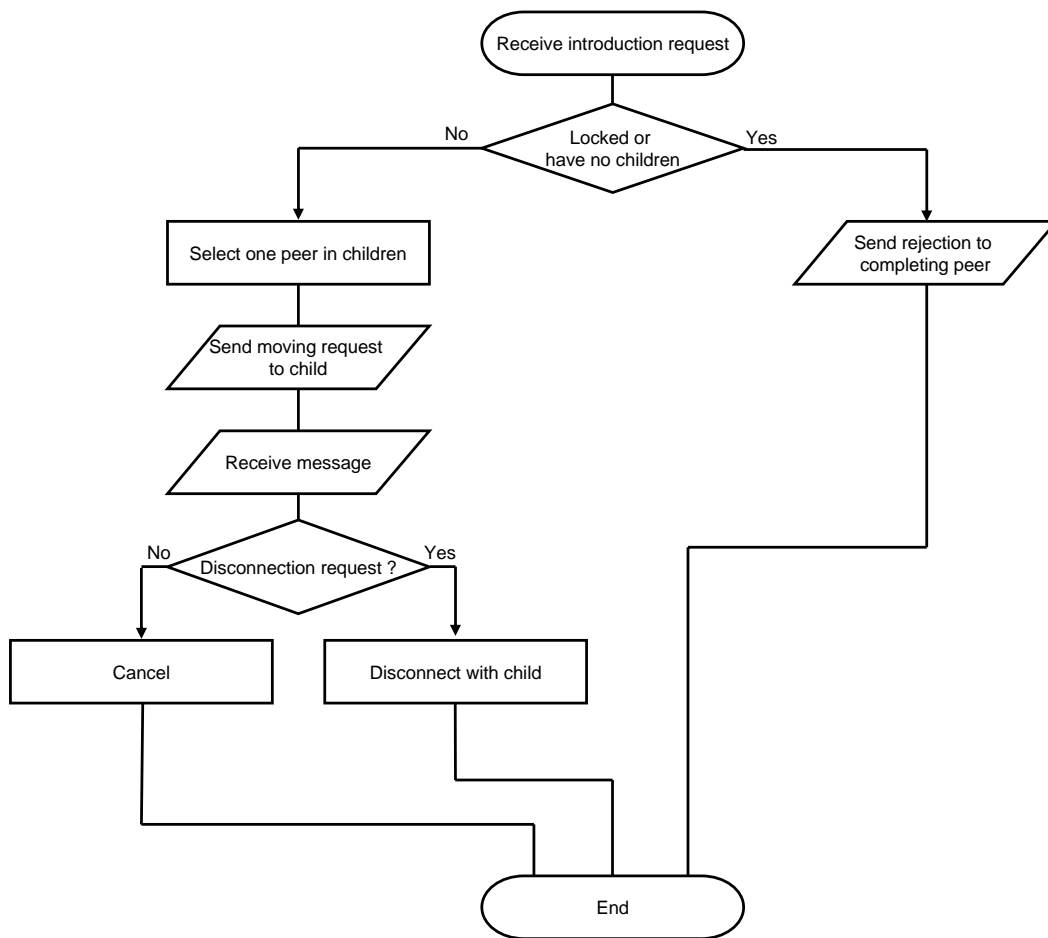 Receive introduction request
No
Locked or
have no children
Yes
Select one peer in children
Send rejection to
completing peer
Send moving request
to child
Receive message
No
Disconnection request ?
Yes
Cancel
Disconnect with child
End